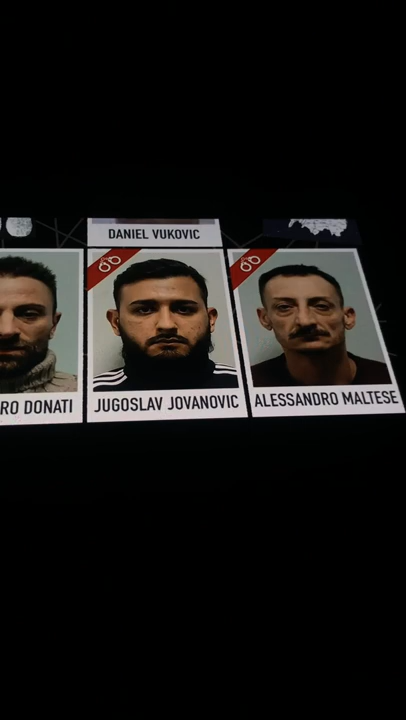 DANIEL VUKOVIC
RO DONATI
JUGOSLAV JOVANOVIC
ALESSANDRO MALTESE